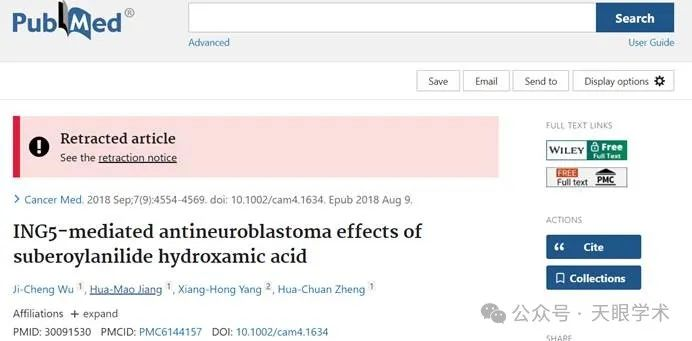 PubMed®
Search
Advanced
User Guide
Save
Email
Send to
Display options
Retracted article
See the retraction notice
FULL TEXT LINKS
WILEY Free Full Text
FREE Full text PMC
> Cancer Med. 2018 Sep;7(9):4554-4569. doi: 10.1002/cam4.1634. Epub 2018 Aug 9.
ING5-mediated antineuroblastoma effects of
suberoylanilide hydroxamic acid
Ji-Cheng Wu 1, Hua-Mao Jiang 1, Xiang-Hong Yang 2, Hua-Chuan Zheng 1
Affiliations + expand
PMID: 30091530 PMCID: PMC6144157 DOI: 10.1002/cam4.1634
ACTIONS
Cite
Collections
SHARE
公众号 · 天眼学术